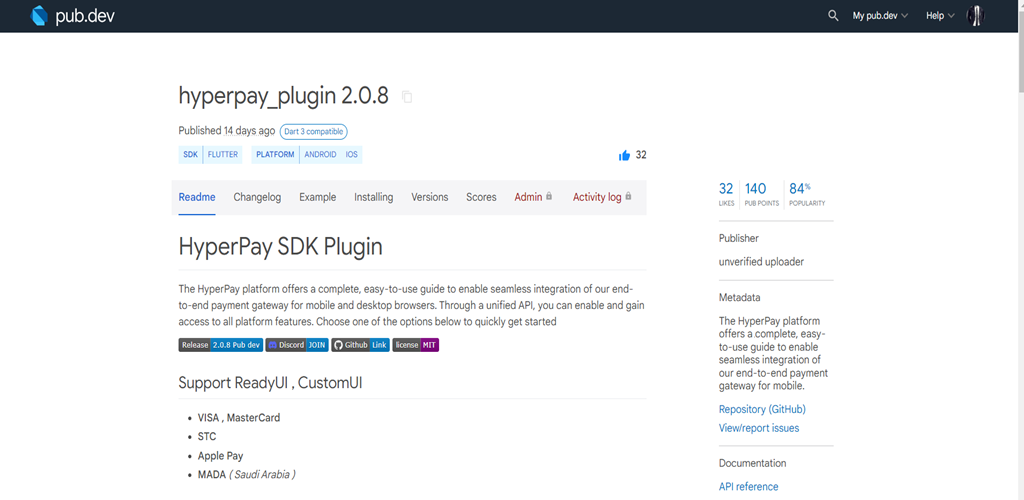 pub.dev
My pub.dev
Help
hyperpay_plugin 2.0.8
Published 14 days ago
Dart 3 compatible
SDK FLUTTER PLATFORM ANDROID IOS
32
Readme Changelog Example Installing Versions Scores Admin Activity log
HyperPay SDK Plugin
The HyperPay platform offers a complete, easy-to-use guide to enable seamless integration of our end-
to-end payment gateway for mobile and desktop browsers. Through a unified API, you can enable and gain
access to all platform features. Choose one of the options below to quickly get started
Release 2.0.8 Pub dev Discord JOIN Github Link license MIT
Support ReadyUI , CustomUI
• VISA , MasterCard
• STC
• Apple Pay
• MADA ( Saudi Arabia )
32 140 84%
LIKES PUB POINTS POPULARITY
Publisher
unverified uploader
Metadata
The HyperPay platform
offers a complete, easy-
to-use guide to enable
seamless integration of
our end-to-end payment
gateway for mobile.
Repository (GitHub)
View/report issues
Documentation
API reference